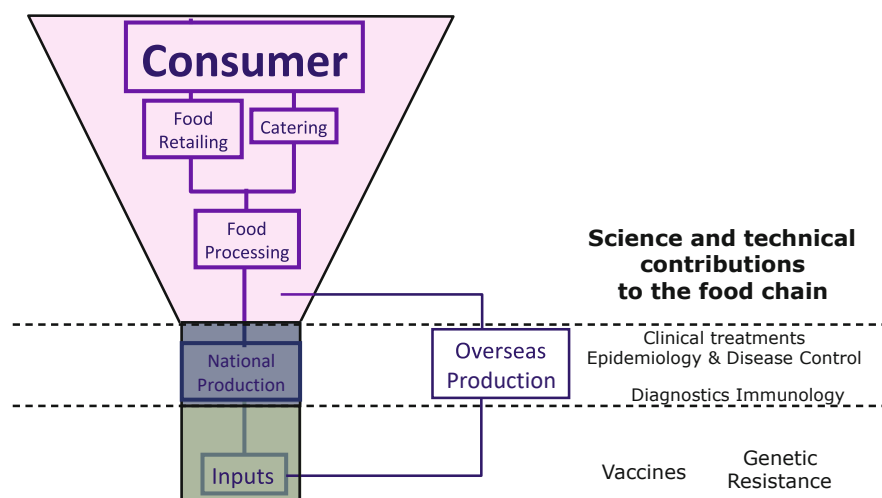 Consumer
Food
Retailing
Catering
Food
Processing
Science and technical
contributions
to the food chain
National
Production
Overseas
Production
Clinical treatments
Epidemiology & Disease Control
Diagnostics Immunology
Inputs
Vaccines
Genetic
Resistance